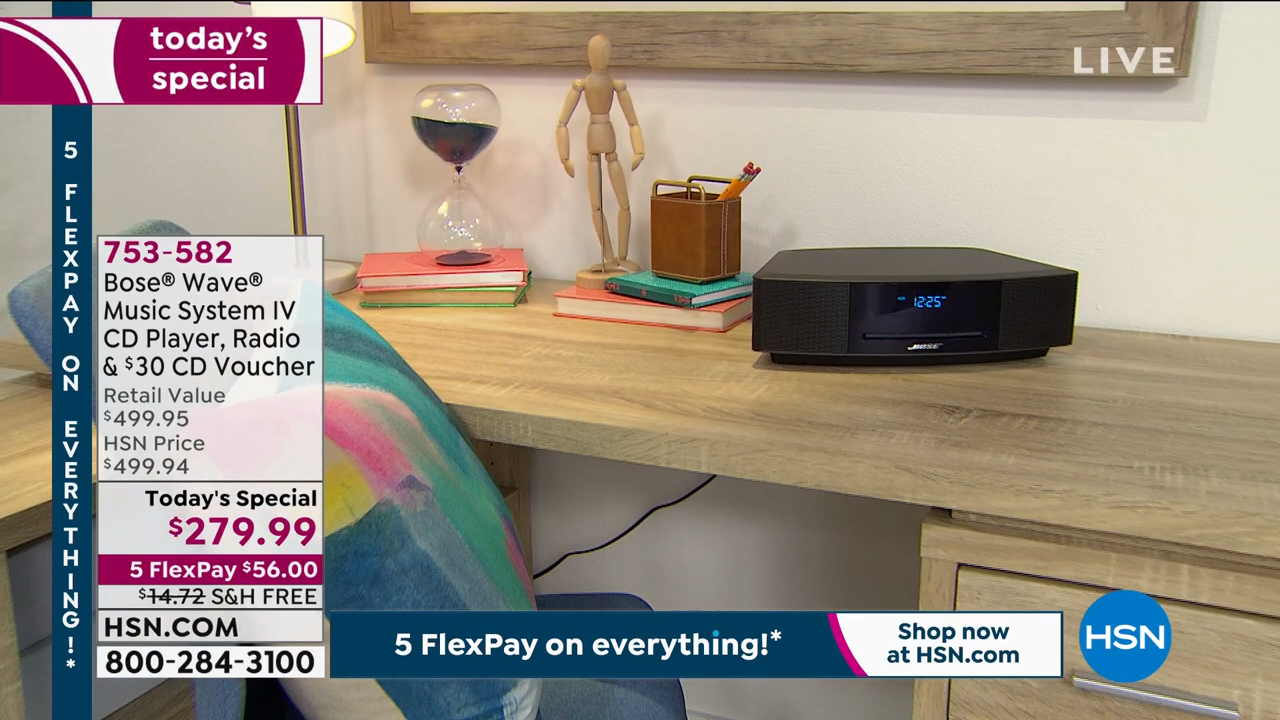 today's
special
LIVE
5 FLEXPAY ON EVERYTHING!*
753-582
Bose® Wave®
Music System IV
CD Player, Radio
& $30 CD Voucher
Retail Value
$499.95
HSN Price
$499.94
Today's Special
$279.99
5 FlexPay $56.00
$14.72 S&H FREE
HSN.COM
800-284-3100
12:25
BOSE
5 FlexPay on everything!*
Shop now
at HSN.com
HSN